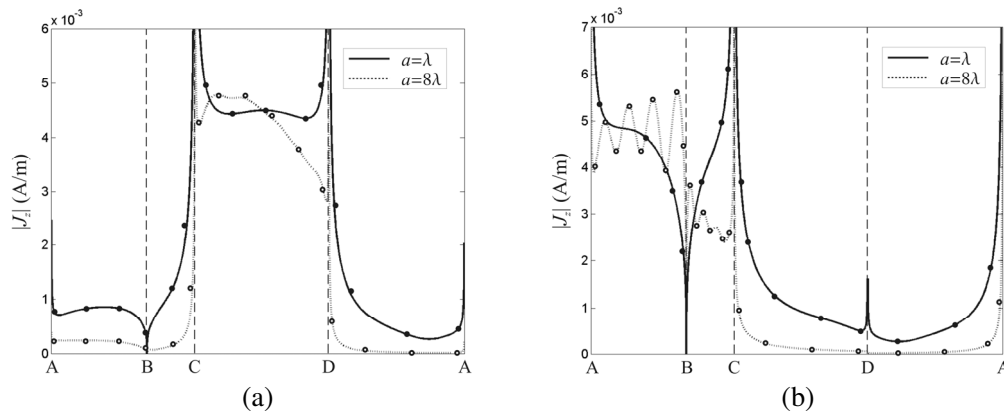 (a)
× 10⁻³
6
5
4
3
2
1
0
|J_z| (A/m)
a=λ
a=8λ
A B C D A
(a)
(b)
× 10⁻³
7
6
5
4
3
2
1
0
|J_z| (A/m)
a=λ
a=8λ
A B C D A
(b)